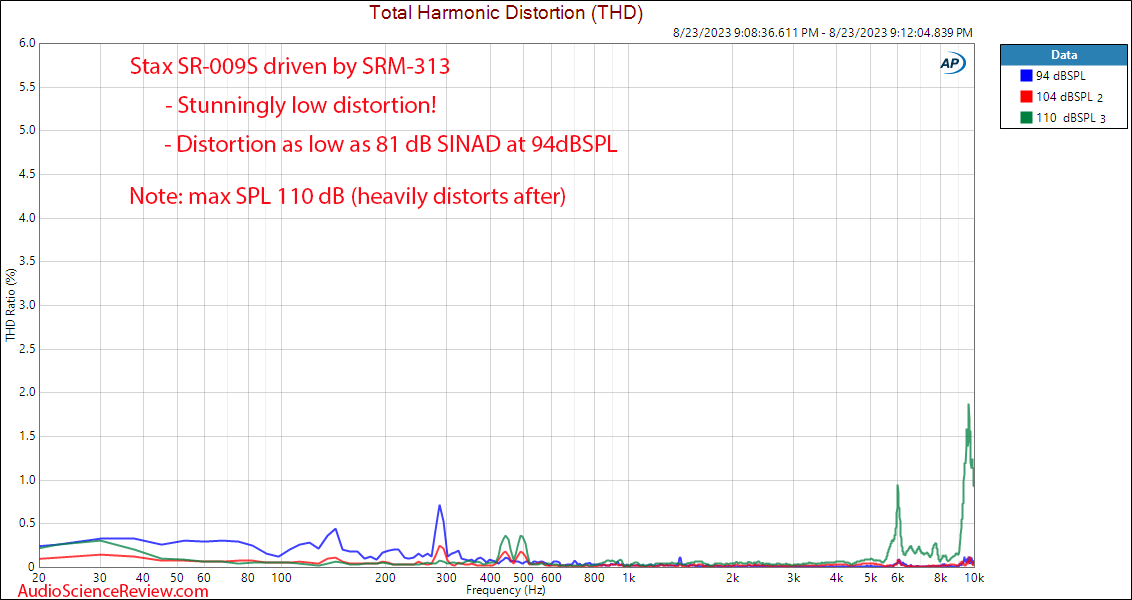 Total Harmonic Distortion (THD)
8/23/2023 9:08:36.611 PM - 8/23/2023 9:12:04.839 PM
Stax SR-009S driven by SRM-313
- Stunningly low distortion!
- Distortion as low as 81 dB SINAD at 94dBSPL
Note: max SPL 110 dB (heavily distorts after)
AP
Data
94 dBSPL
104 dBSPL 2
110 dBSPL 3
THD Ratio (%)
6.0
5.5
5.0
4.5
4.0
3.5
3.0
2.5
2.0
1.5
1.0
0.5
0
20 30 40 50 60 80 100 200 300 400 500 600 800 1k 2k 3k 4k 5k 6k 8k 10k
Frequency (Hz)
AudioScienceReview.com